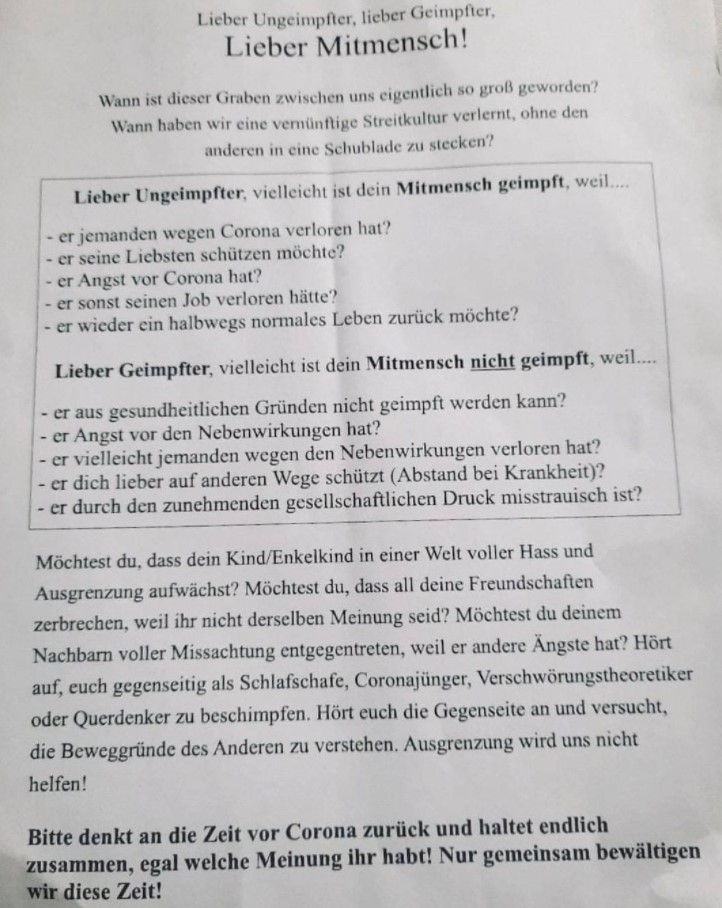 Lieber Ungeimpfter, lieber Geimpfter,
Lieber Mitmensch!
Wann ist dieser Graben zwischen uns eigentlich so groß geworden?
Wann haben wir eine vernünftige Streitkultur verlernt, ohne den
anderen in eine Schublade zu stecken?
Lieber Ungeimpfter, vielleicht ist dein Mitmensch geimpft, weil....
- er jemanden wegen Corona verloren hat?
- er seine Liebsten schützen möchte?
- er Angst vor Corona hat?
- er sonst seinen Job verloren hätte?
- er wieder ein halbwegs normales Leben zurück möchte?
Lieber Geimpfter, vielleicht ist dein Mitmensch nicht geimpft, weil....
- er aus gesundheitlichen Gründen nicht geimpft werden kann?
- er Angst vor den Nebenwirkungen hat?
- er vielleicht jemanden wegen den Nebenwirkungen verloren hat?
- er dich lieber auf anderen Wege schützt (Abstand bei Krankheit)?
- er durch den zunehmenden gesellschaftlichen Druck misstrauisch ist?
Möchtest du, dass dein Kind/Enkelkind in einer Welt voller Hass und
Ausgrenzung aufwächst? Möchtest du, dass all deine Freundschaften
zerbrechen, weil ihr nicht derselben Meinung seid? Möchtest du deinem
Nachbarn voller Missachtung entgegentreten, weil er andere Ängste hat? Hört
auf, euch gegenseitig als Schlafschafe, Coronajünger, Verschwörungstheoretiker
oder Querdenker zu beschimpfen. Hört euch die Gegenseite an und versucht,
die Beweggründe des Anderen zu verstehen. Ausgrenzung wird uns nicht
helfen!
Bitte denkt an die Zeit vor Corona zurück und haltet endlich
zusammen, egal welche Meinung ihr habt! Nur gemeinsam bewältigen
wir diese Zeit!